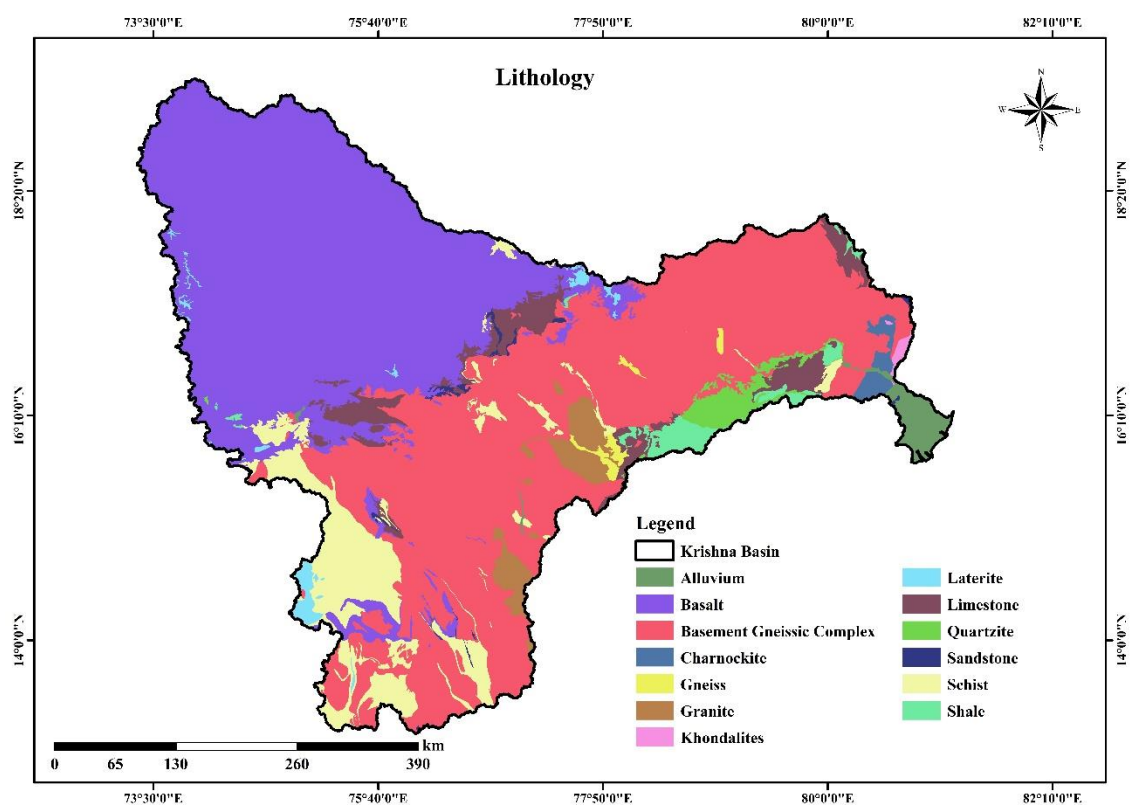 73°30'0"E 75°40'0"E 77°50'0"E 80°0'0"E 82°10'0"E
Lithology
N
W E
S
18°20'0"N 18°20'0"N
16°10'0"N 16°10'0"N
14°0'0"N 14°0'0"N
Legend
Krishna Basin
Alluvium
Basalt
Basement Gneissic Complex
Charnockite
Gneiss
Granite
Khondalites
Laterite
Limestone
Quartzite
Sandstone
Schist
Shale
km
0 65 130 260 390
73°30'0"E 75°40'0"E 77°50'0"E 80°0'0"E 82°10'0"E